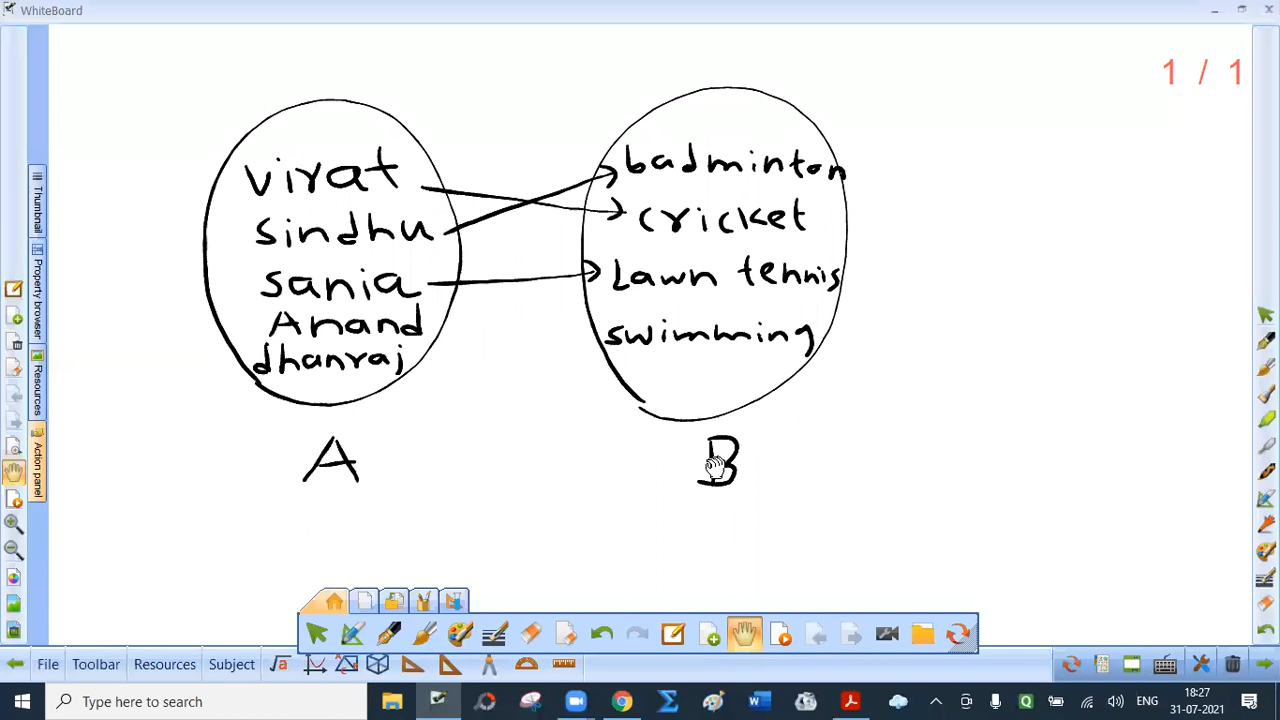 WhiteBoard
1 / 1
virat
sindhu
sania
Anand
dhanraj
badminton
cricket
Lawn tennis
swimming
A
B
Thumbnail
Property browser
Resources
Action panel
File
Toolbar
Resources
Subject
Type here to search
ENG
18:27
31-07-2021